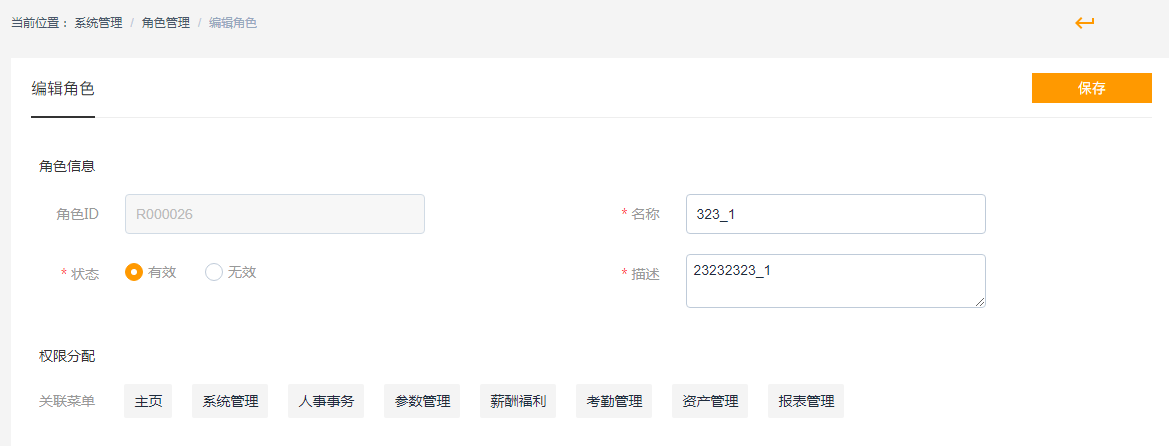 当前位置： 系统管理 / 角色管理 / 编辑角色
编辑角色
保存
角色信息
角色ID R000026 * 名称 323_1
* 状态 有效 无效 * 描述 23232323_1
权限分配
关联菜单 主页 系统管理 人事事务 参数管理 薪酬福利 考勤管理 资产管理 报表管理